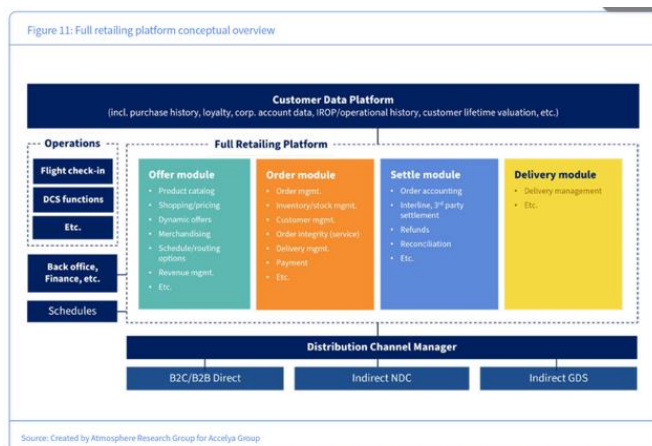 Figure 11: Full retailing platform conceptual overview
Customer Data Platform
(incl. purchase history, loyalty, corp. account data, IROP/operational history, customer lifetime valuation, etc.)
Operations
Flight check-in
DCS functions
Etc.
Back office,
Finance, etc.
Schedules
Full Retailing Platform
Offer module
• Product catalog
• Shopping/pricing
• Dynamic offers
• Merchandising
• Schedule/routing
options
• Revenue mgmt.
• Etc.
Order module
• Order mgmt.
• Inventory/stock mgmt.
• Customer mgmt.
• Order integrity (service)
• Delivery mgmt.
• Payment
• Etc.
Settle module
• Order accounting
• Interline, 3rd party
settlement
• Refunds
• Reconciliation
• Etc.
Delivery module
• Delivery management
• Etc.
Distribution Channel Manager
B2C/B2B Direct
Indirect NDC
Indirect GDS
Source: Created by Atmosphere Research Group for Accelya Group